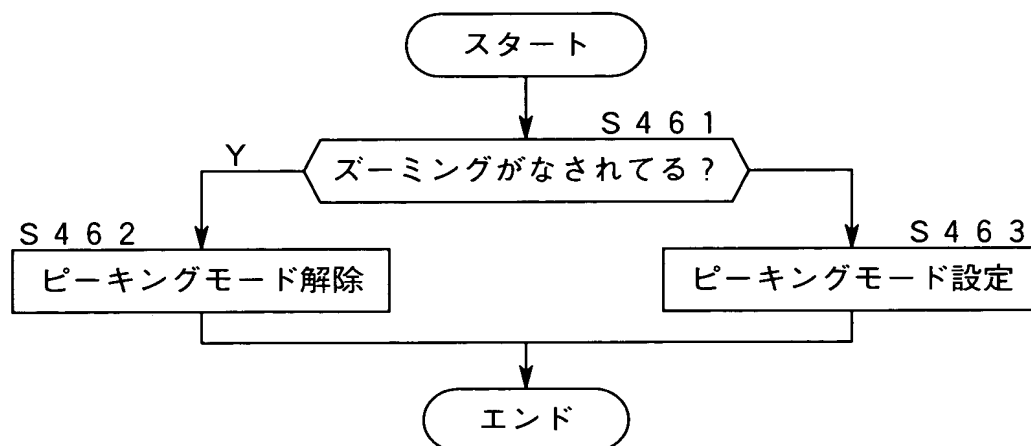 スタート
S461
ズーミングがなされてる?
Y
S462
ピーキングモード解除
S463
ピーキングモード設定
エンド